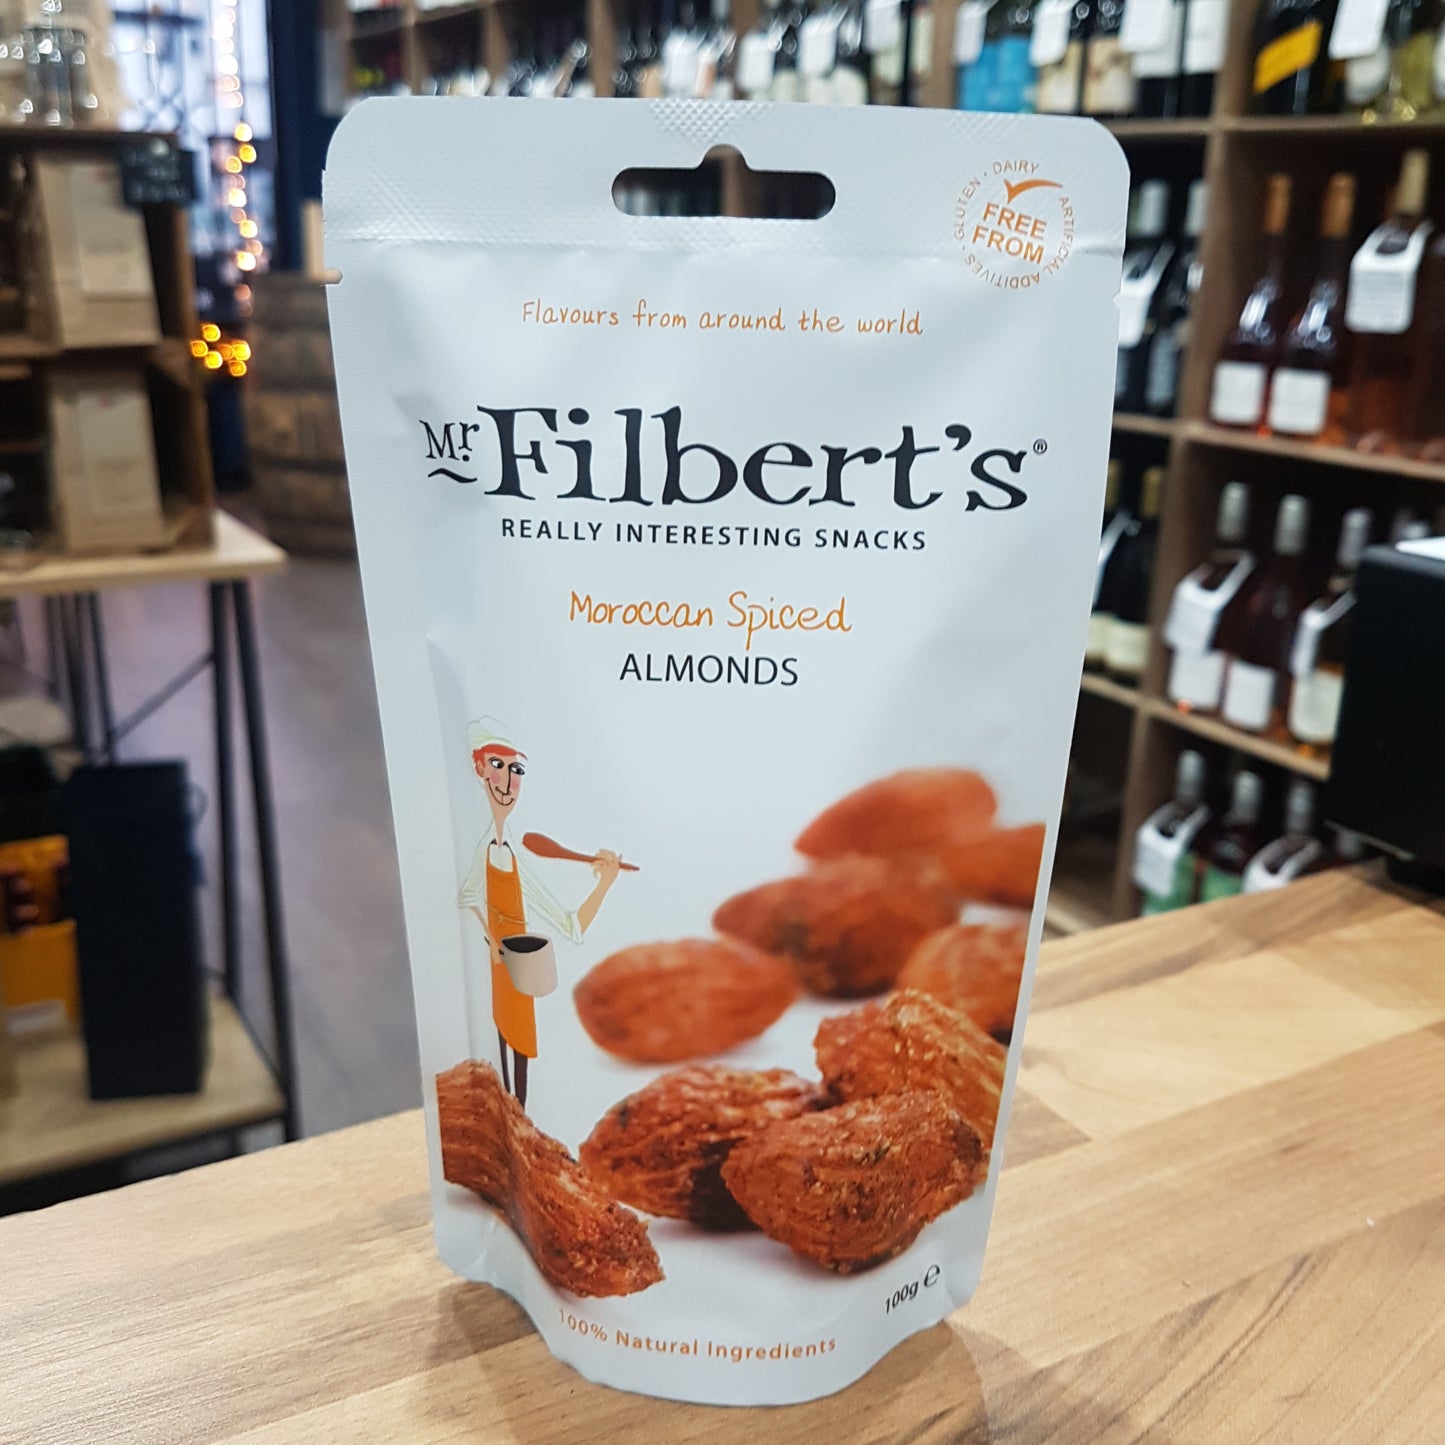 GLUTEN · DAIRY · ARTIFICIAL ADDITIVES ·
FREE
FROM
Flavours from around the world
Mr. Filbert's®
REALLY INTERESTING SNACKS
Moroccan Spiced
ALMONDS
100g ℮
100% Natural Ingredients